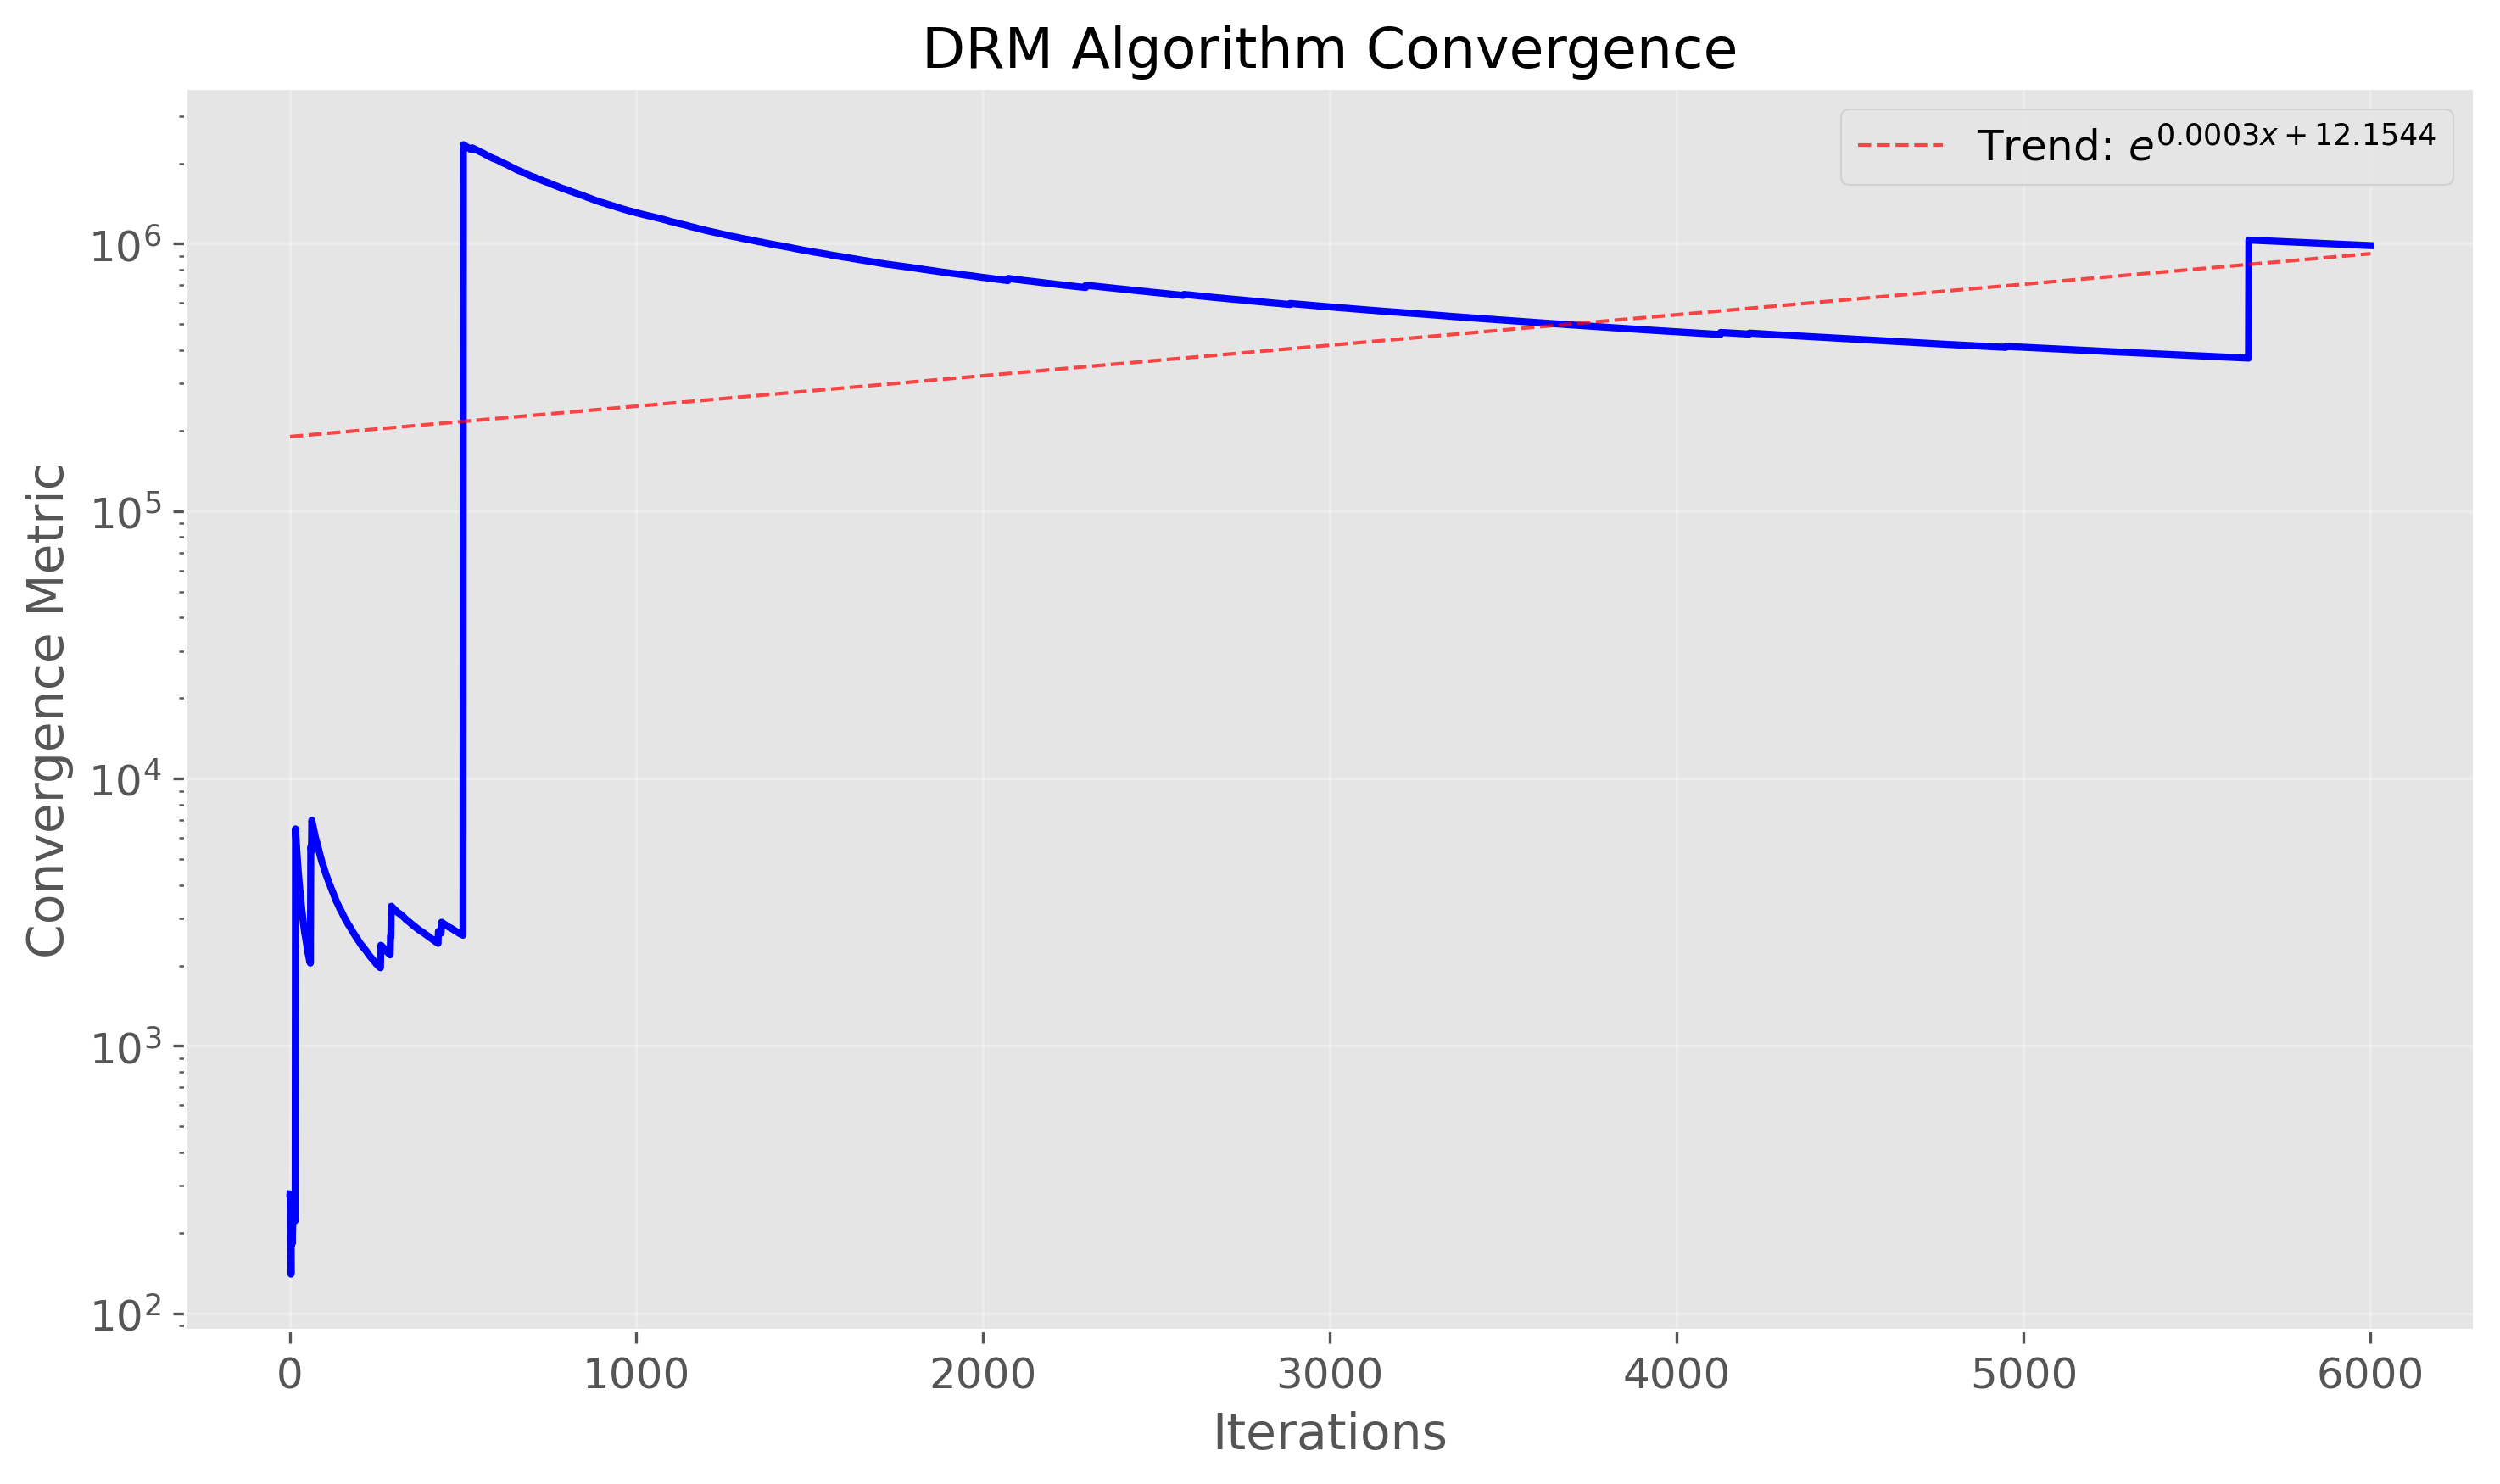 DRM Algorithm Convergence
Trend: e^{0.0003x + 12.1544}
Convergence Metric
10^6
10^5
10^4
10^3
10^2
0 1000 2000 3000 4000 5000 6000
Iterations